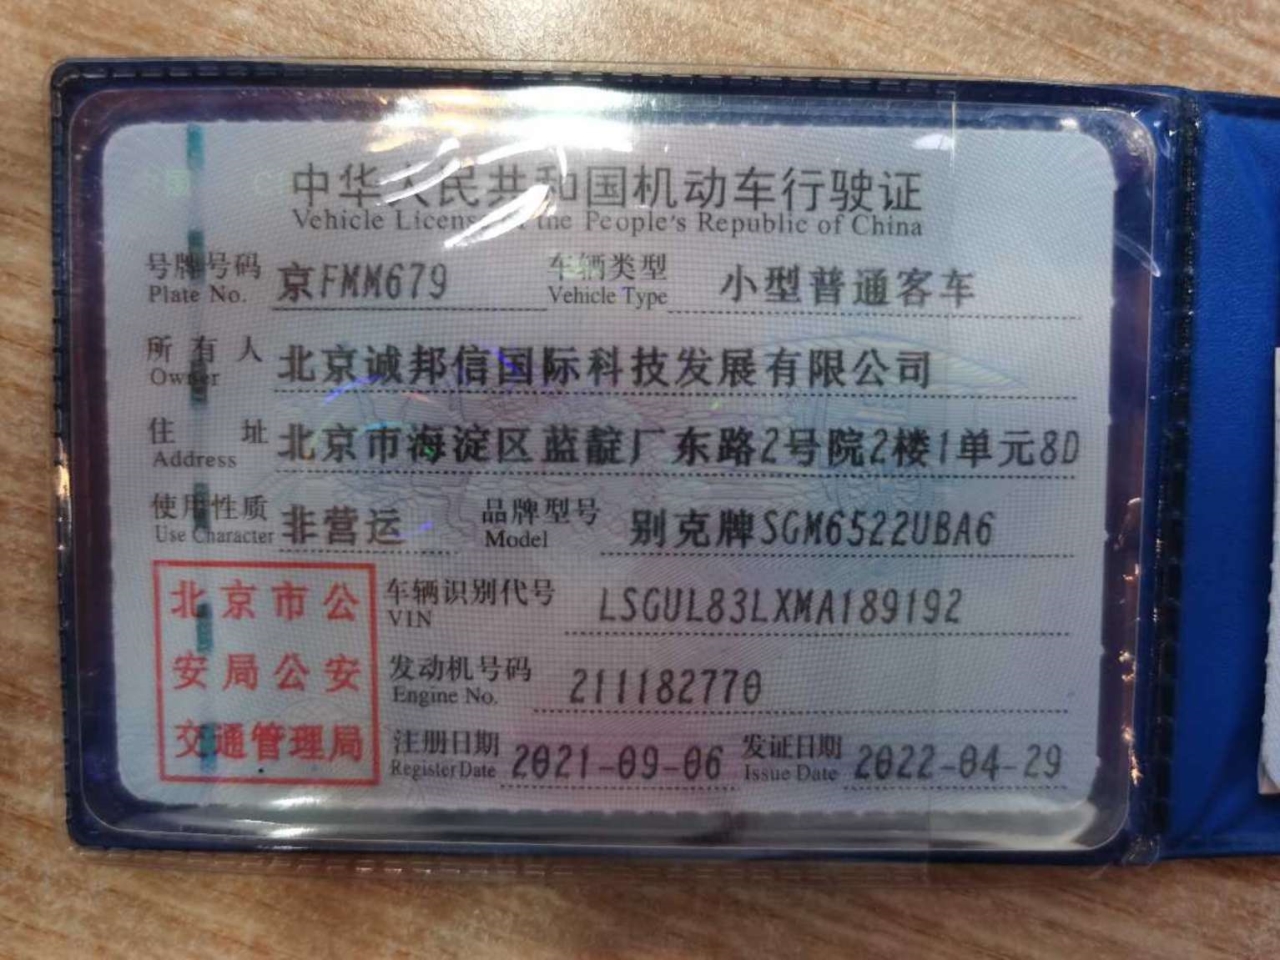 中华人民共和国机动车行驶证
Vehicle License of the People's Republic of China
号牌号码 京FMM679 车辆类型 小型普通客车
Plate No. Vehicle Type
所有人 北京诚邦信国际科技发展有限公司
Owner
住址 北京市海淀区蓝靛厂东路2号院2楼1单元8D
Address
使用性质 非营运 品牌型号 别克牌SGM6522UBA6
Use Character Model
北京市公
安局公安
交通管理局
车辆识别代号 LSGUL83LXMA189192
VIN
发动机号码 211182770
Engine No.
注册日期 2021-09-06 发证日期 2022-04-29
Register Date Issue Date